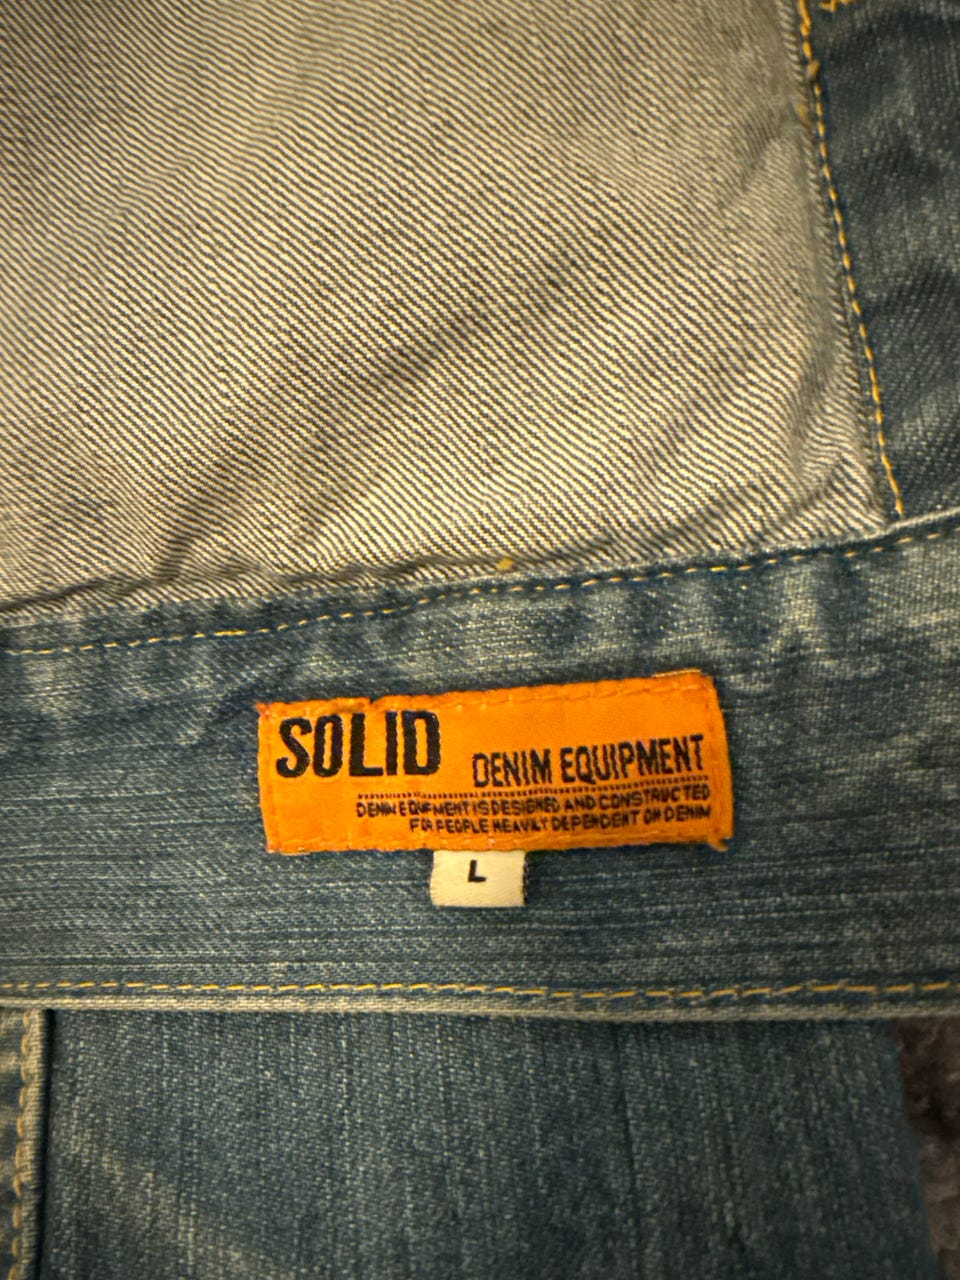 SOLID
DENIM EQUIPMENT
DENIM EQUIPMENT IS DESIGNED AND CONSTRUCTED
FOR PEOPLE HEAVILY DEPENDENT ON DENIM
L